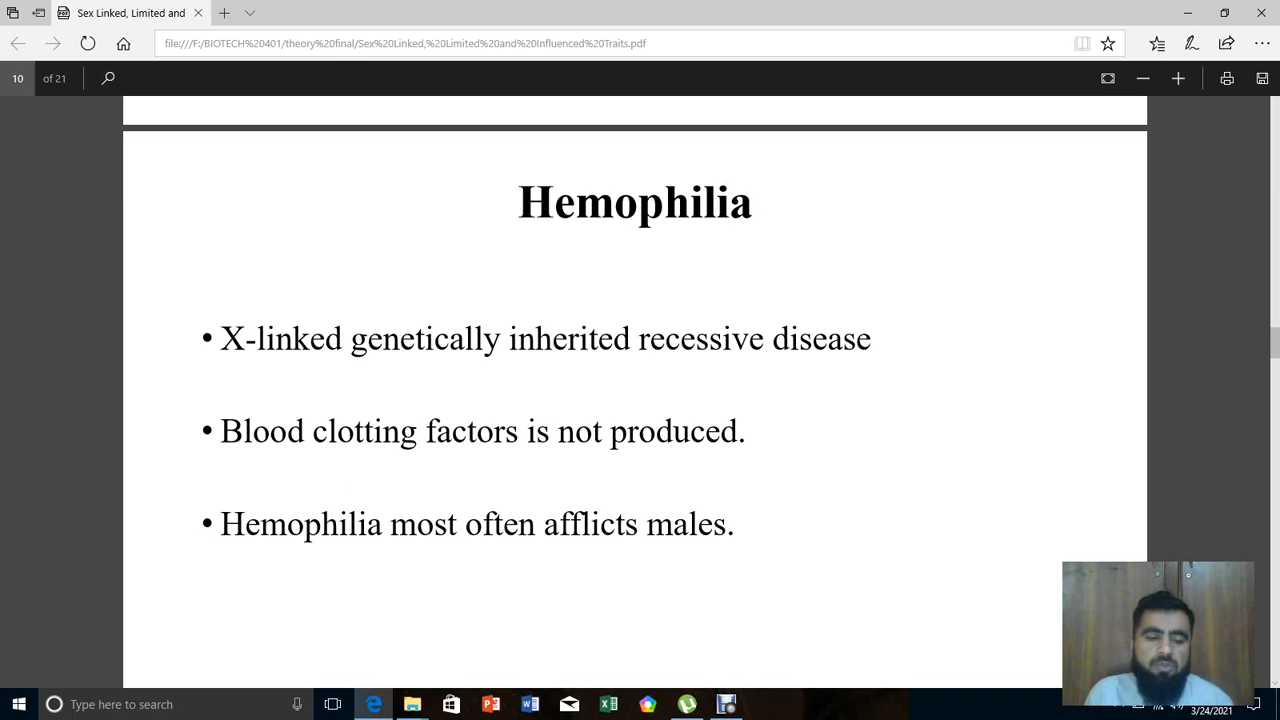 Sex Linked, Limited and
file:///F:/BIOTECH%20401/theory%20final/Sex%20Linked,%20Limited%20and%20Influenced%20Traits.pdf
10 of 21
Hemophilia
• X-linked genetically inherited recessive disease
• Blood clotting factors is not produced.
• Hemophilia most often afflicts males.
Type here to search
3/24/2021